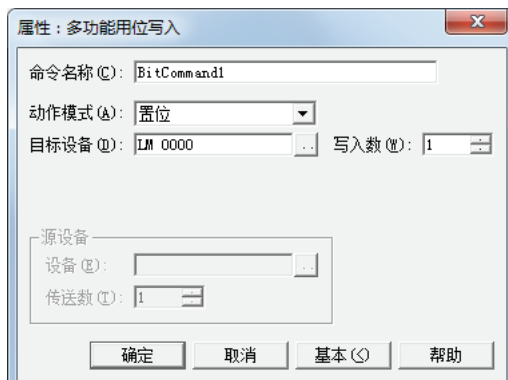 属性：多功能用位写入
命令名称(C): BitCommand1
动作模式(A): 置位
目标设备(D): LM 0000 .. 写入数(W): 1
源设备
设备(E): ..
传送数(T): 1
确定 取消 基本(<) 帮助